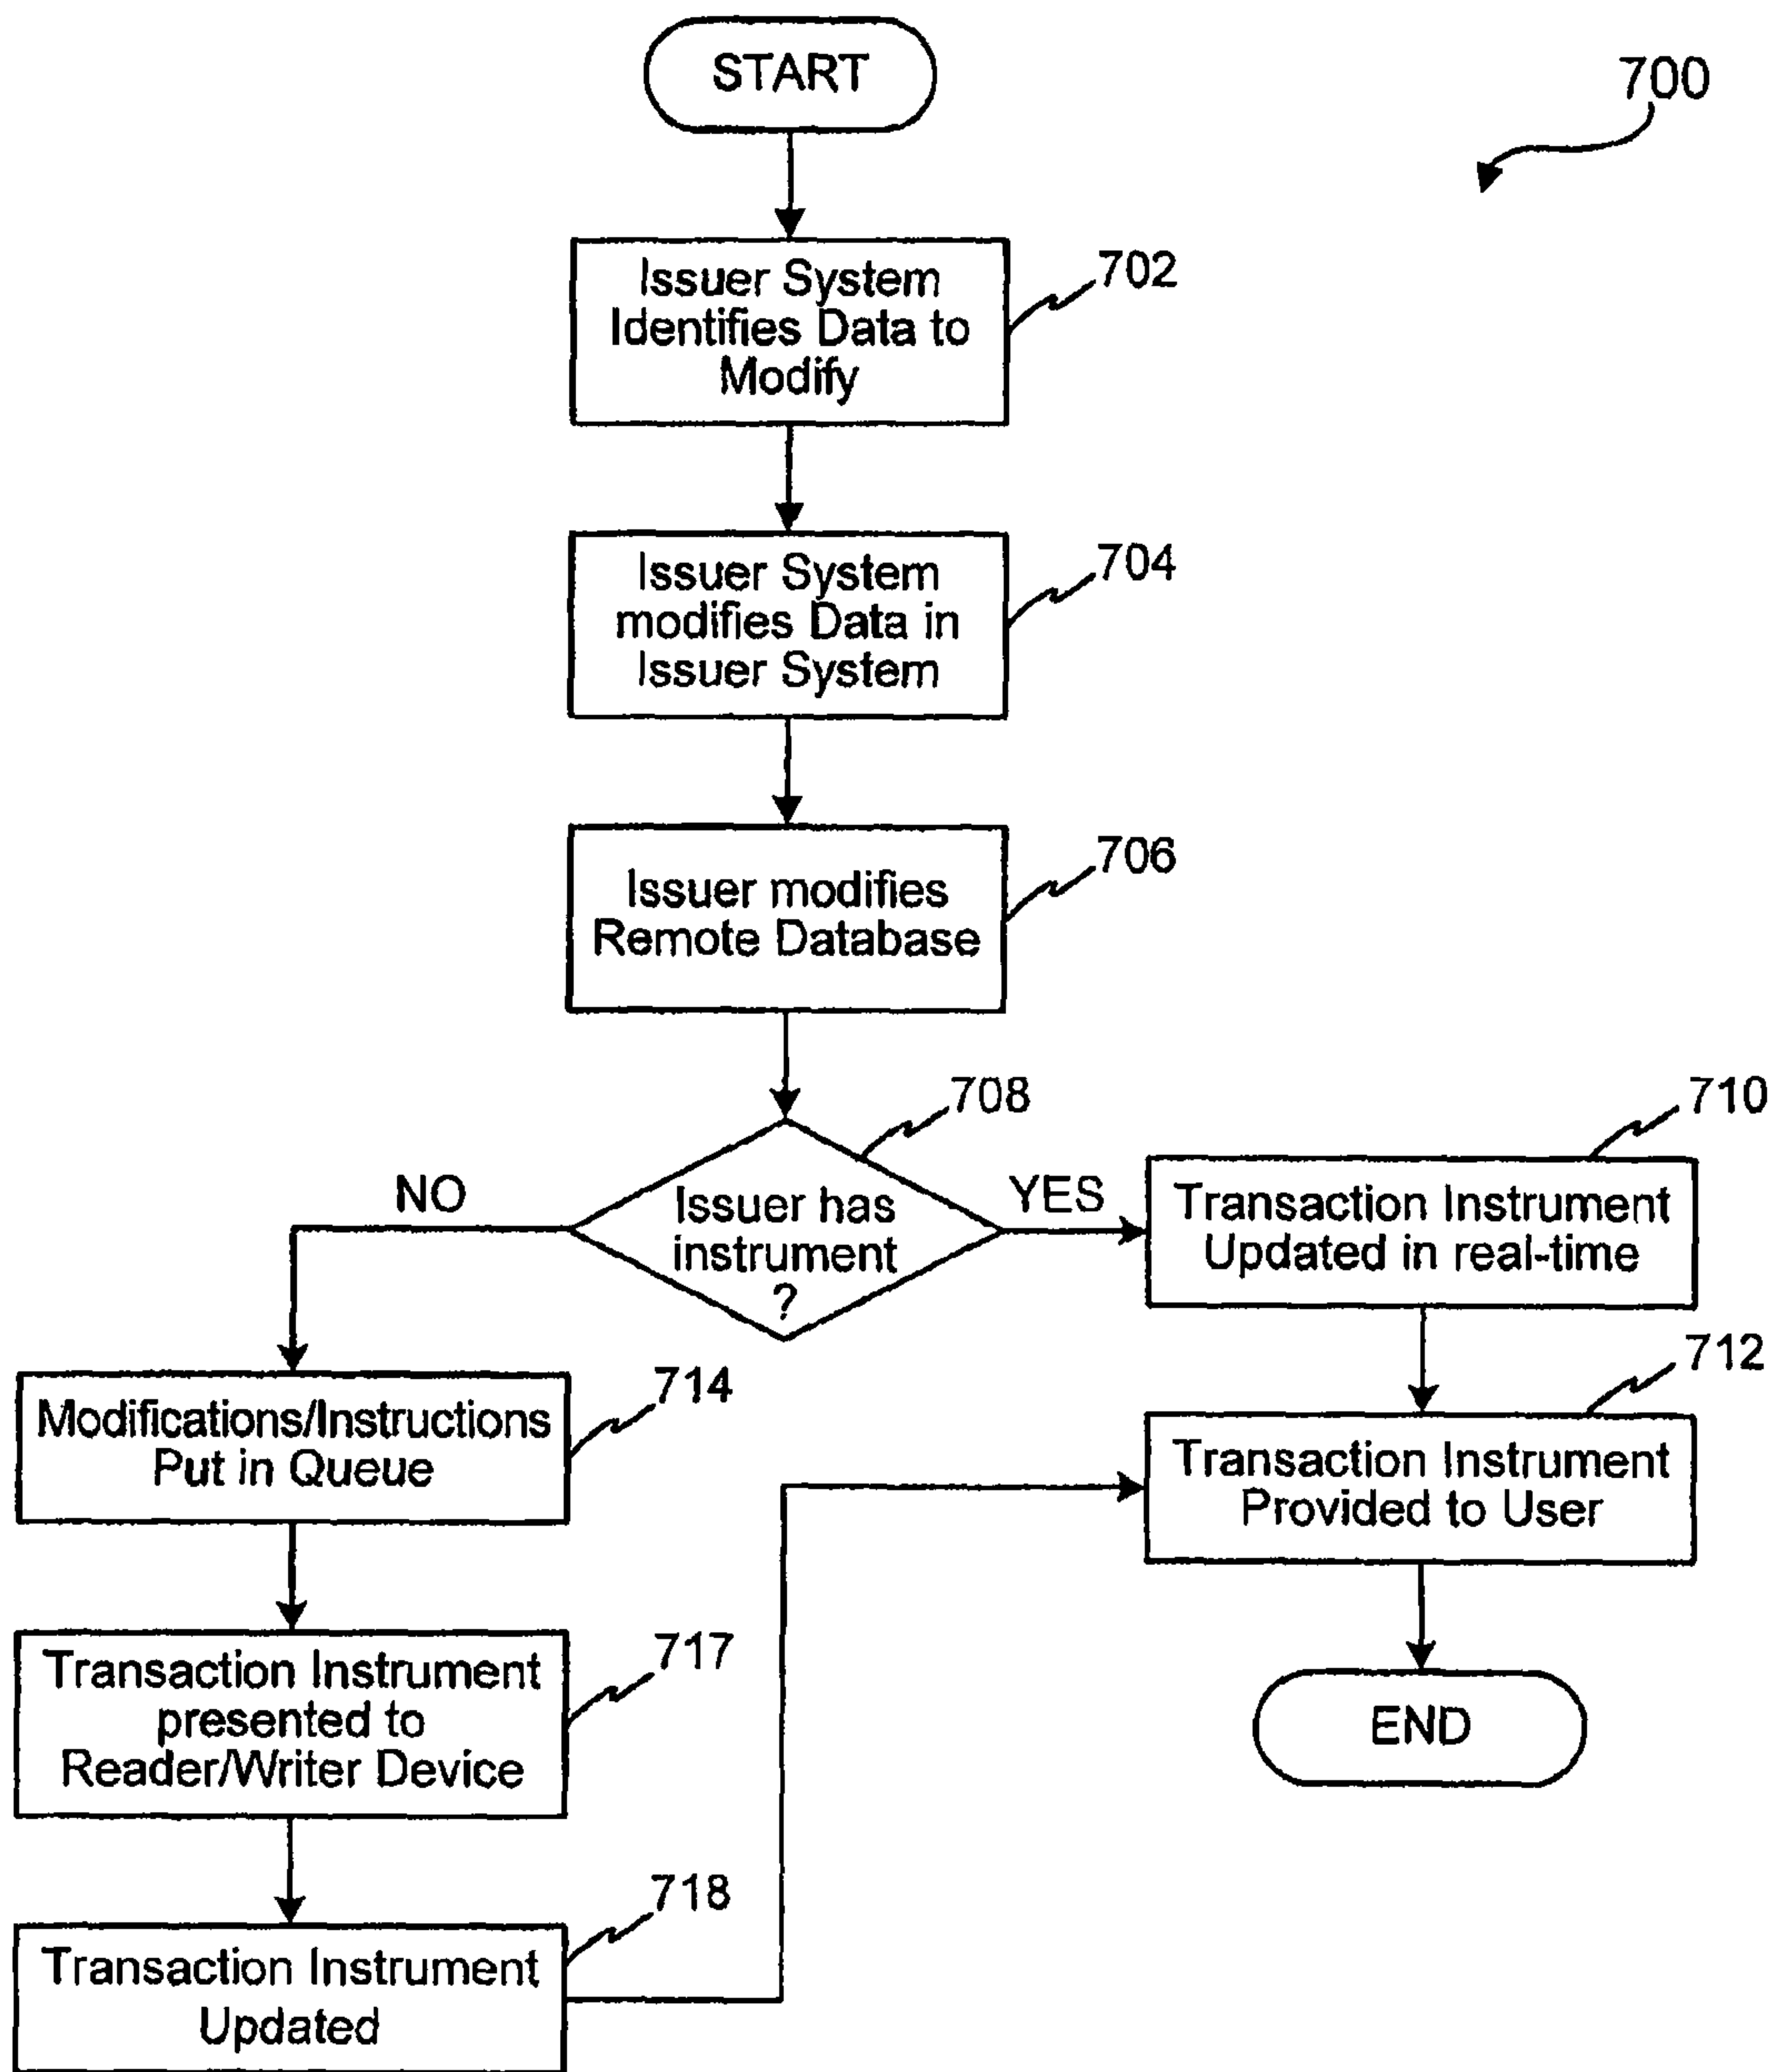 START
700
Issuer System
Identifies Data to
Modify
702
Issuer System
modifies Data in
Issuer System
704
Issuer modifies
Remote Database
706
708
Issuer has
instrument
?
NO
YES
710
Transaction Instrument
Updated in real-time
712
Transaction Instrument
Provided to User
END
714
Modifications/Instructions
Put in Queue
717
Transaction Instrument
presented to
Reader/Writer Device
718
Transaction Instrument
Updated